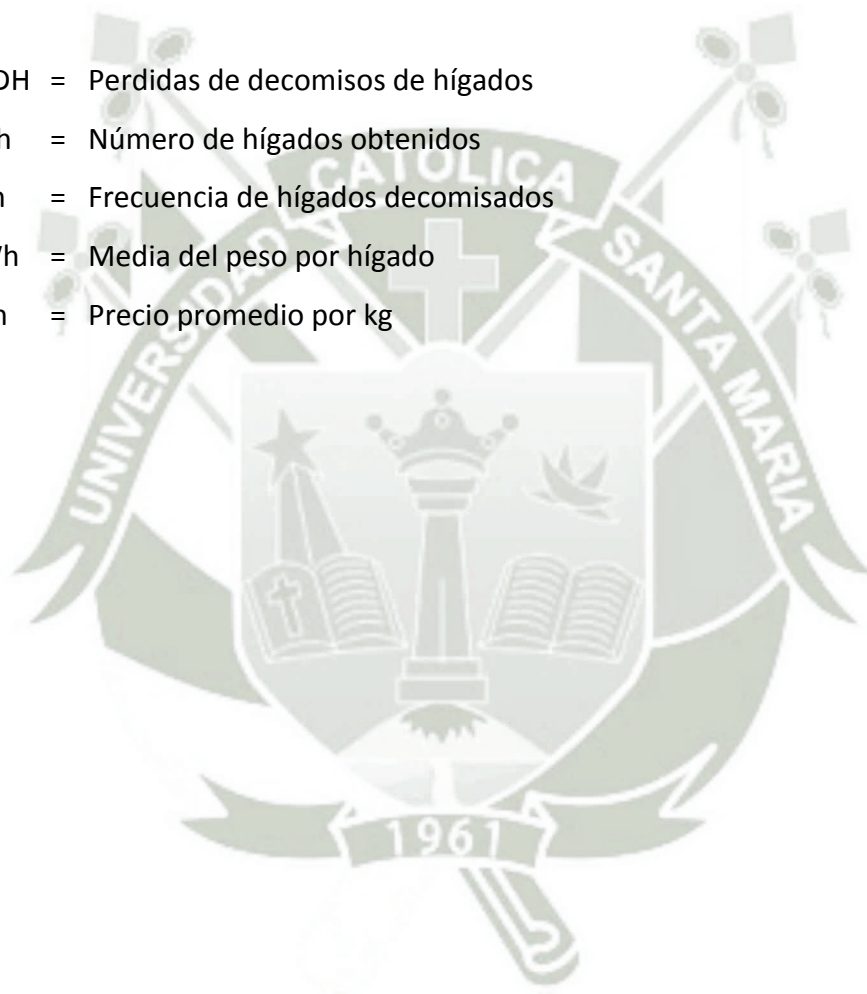 DH = Perdidas de decomisos de hígados
h = Número de hígados obtenidos
= Frecuencia de hígados decomisados
h = Media del peso por hígado
= Precio promedio por kg
UNIVERSIDAD CATOLICA SANTA MARIA
1961